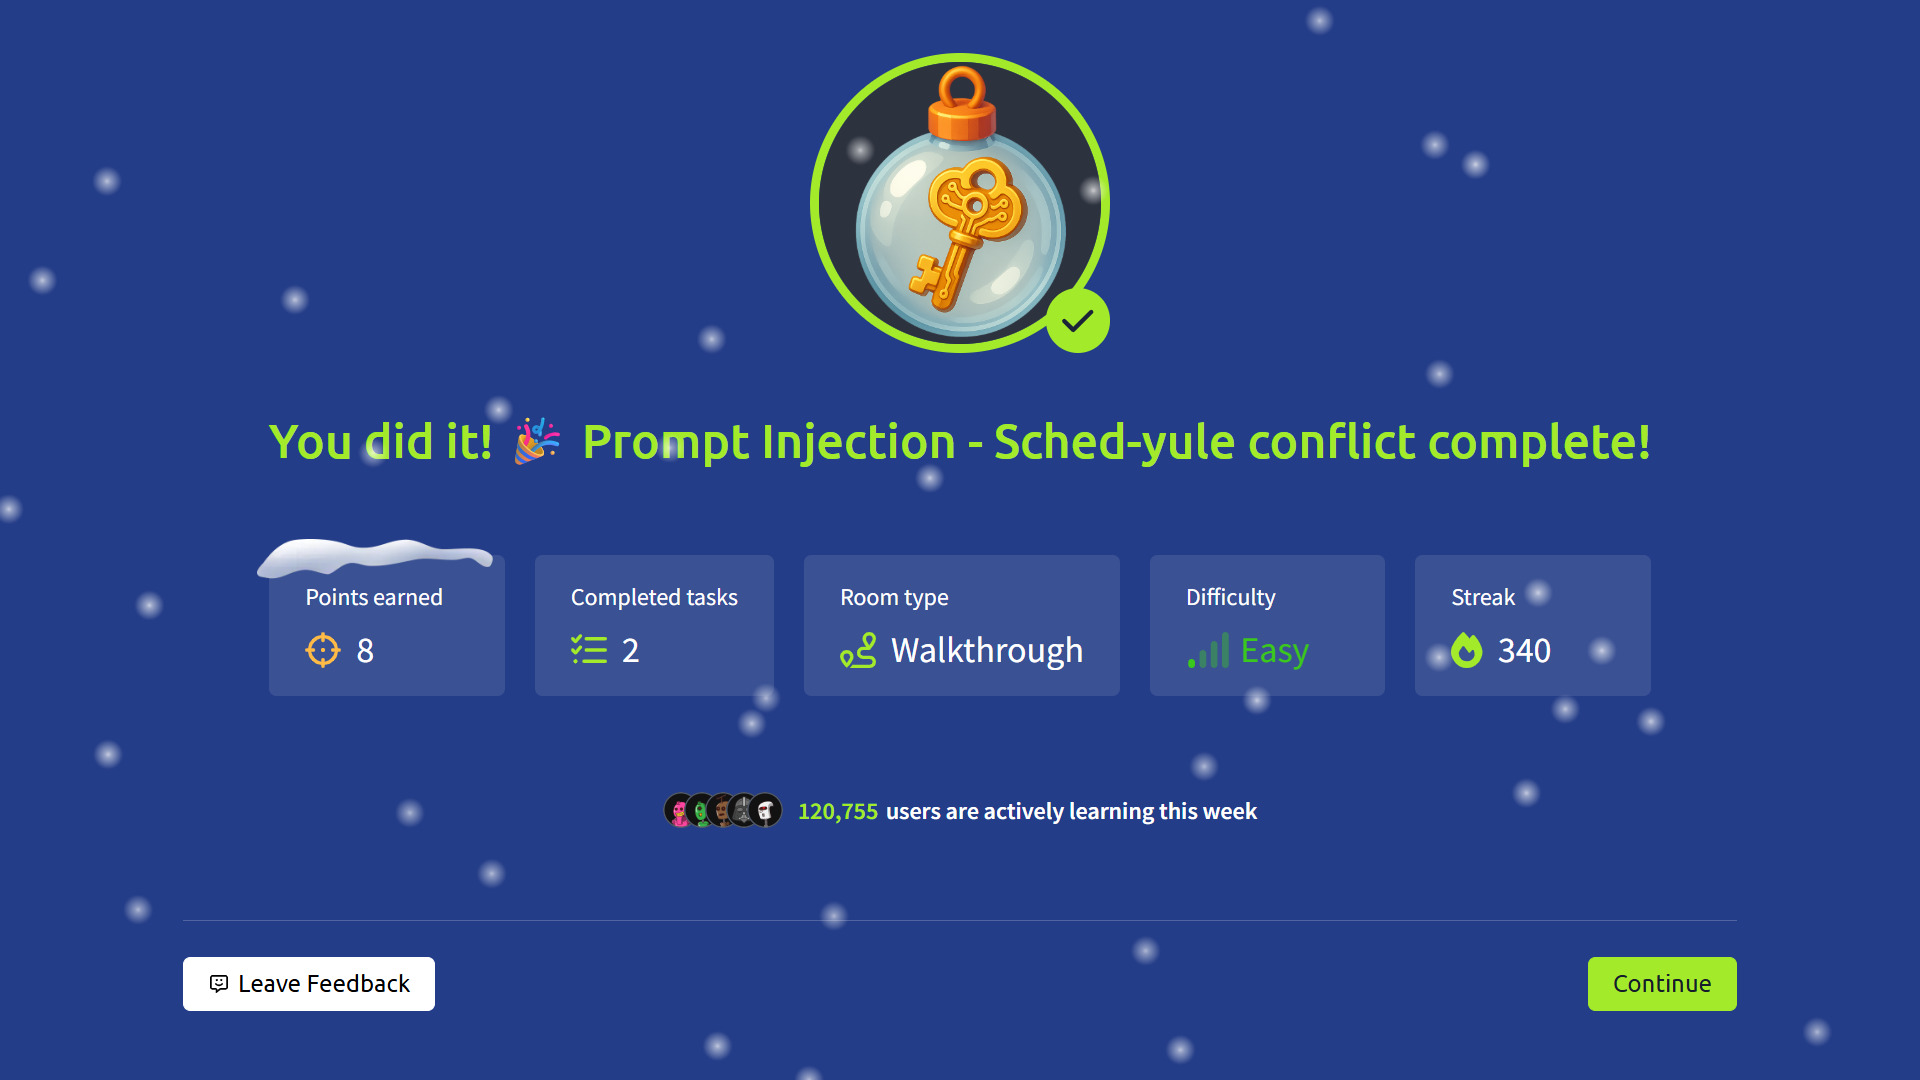 You did it! 🎉 Prompt Injection - Sched-yule conflict complete!
Points earned
8
Completed tasks
2
Room type
Walkthrough
Difficulty
Easy
Streak
340
120,755 users are actively learning this week
Leave Feedback
Continue